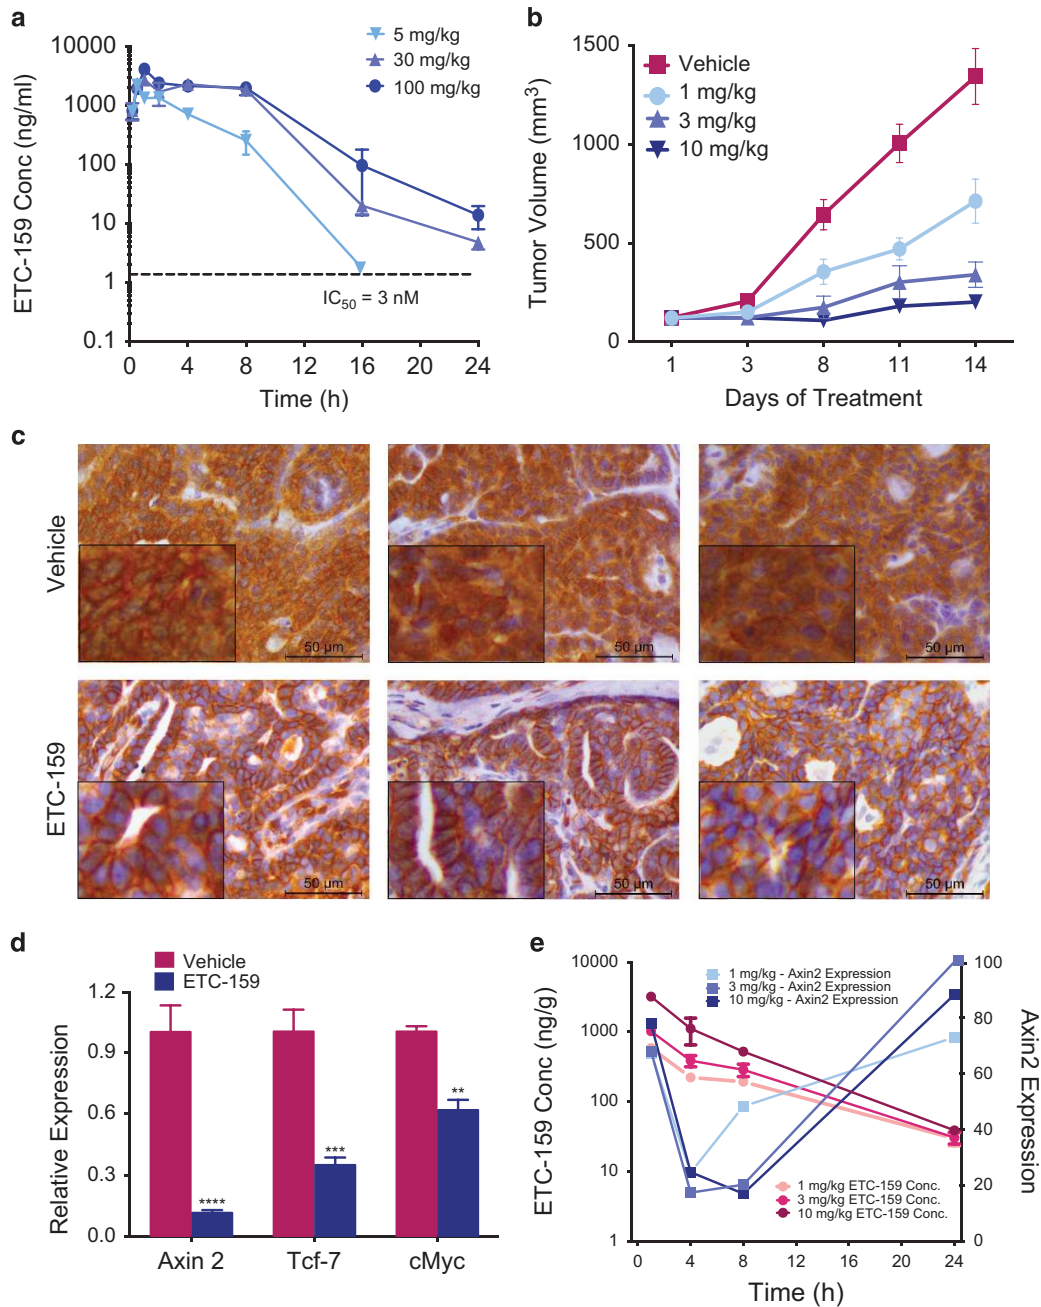 a
5 mg/kg
30 mg/kg
100 mg/kg
ETC-159 Conc (ng/ml)
10000
1000
100
10
1
0.1
IC50 = 3 nM
0 4 8 12 16 20 24
Time (h)
b
Vehicle
1 mg/kg
3 mg/kg
10 mg/kg
Tumor Volume (mm³)
1500
1000
500
0
1 3 8 11 14
Days of Treatment
c
Vehicle
50 µm
50 µm
50 µm
ETC-159
50 µm
50 µm
50 µm
d
Vehicle
ETC-159
Relative Expression
1.2
0.9
0.6
0.3
0.0
****
***
**
Axin 2 Tcf-7 cMyc
e
1 mg/kg - Axin2 Expression
3 mg/kg - Axin2 Expression
10 mg/kg - Axin2 Expression
ETC-159 Conc (ng/g)
10000
1000
100
10
1
Axin2 Expression
100
80
60
40
20
0
1 mg/kg ETC-159 Conc.
3 mg/kg ETC-159 Conc.
10 mg/kg ETC-159 Conc.
0 4 8 12 16 20 24
Time (h)